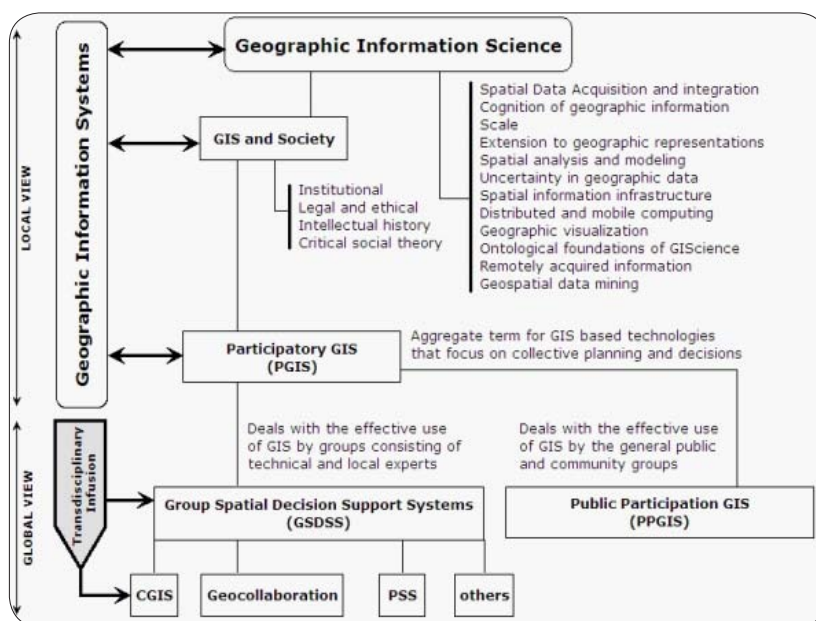 LOCAL VIEW
Geographic Information Systems
Geographic Information Science
Spatial Data Acquisition and integration
Cognition of geographic information
Scale
Extension to geographic representations
Spatial analysis and modeling
Uncertainty in geographic data
Spatial information infrastructure
Distributed and mobile computing
Geographic visualization
Ontological foundations of GIScience
Remotely acquired information
Geospatial data mining
GIS and Society
Institutional
Legal and ethical
Intellectual history
Critical social theory
Participatory GIS
(PGIS)
Aggregate term for GIS based technologies
that focus on collective planning and decisions
GLOBAL VIEW
Transdisciplinary
Infusion
Deals with the effective use
of GIS by groups consisting of
technical and local experts
Deals with the effective use
of GIS by the general public
and community groups
Group Spatial Decision Support Systems
(GSDSS)
Public Participation GIS
(PPGIS)
CGIS
Geocollaboration
PSS
others